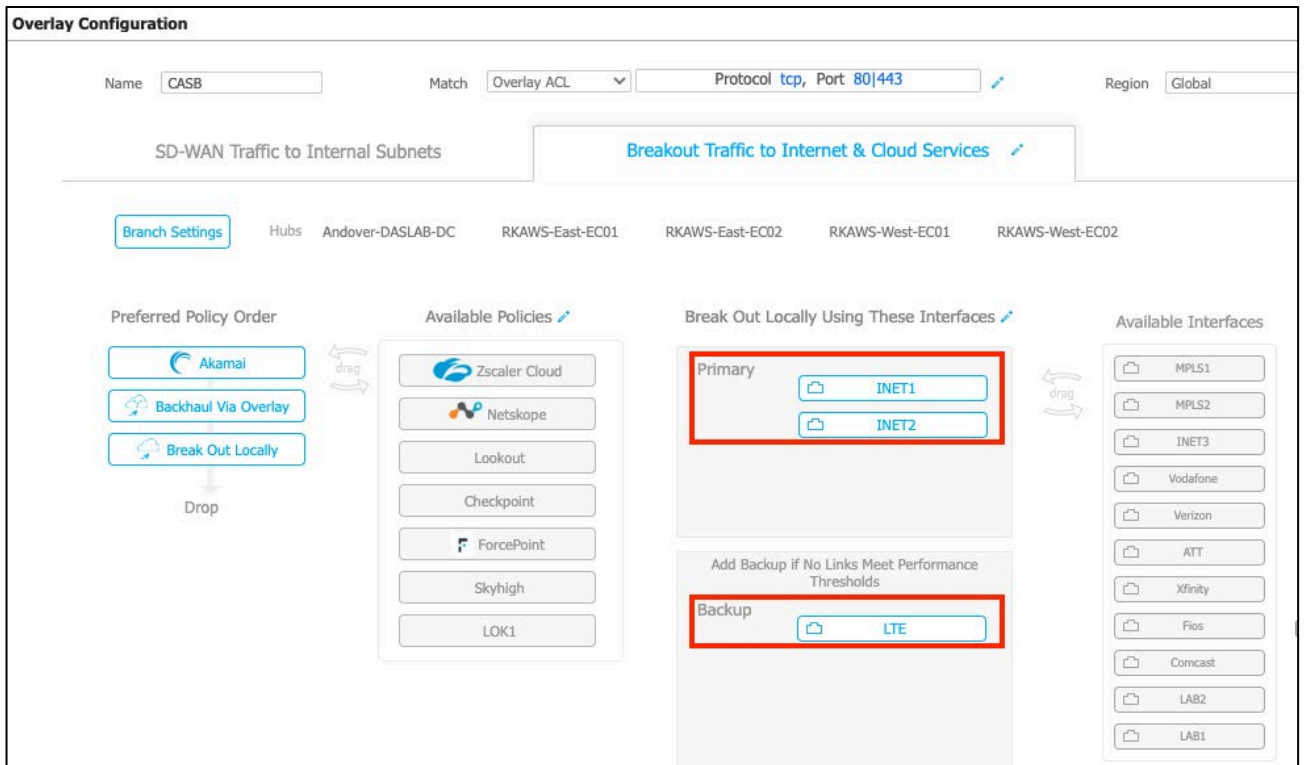 Overlay Configuration
Name CASB Match Overlay ACL Protocol tcp, Port 80|443 Region Global
SD-WAN Traffic to Internal Subnets Breakout Traffic to Internet & Cloud Services
Branch Settings Hubs Andover-DASLAB-DC RKAWS-East-EC01 RKAWS-East-EC02 RKAWS-West-EC01 RKAWS-West-EC02
Preferred Policy Order
Akamai
Backhaul Via Overlay
Break Out Locally
Drop
drag
Available Policies
Zscaler Cloud
Netskope
Lookout
Checkpoint
ForcePoint
Skyhigh
LOK1
Break Out Locally Using These Interfaces
Primary
INET1
INET2
Add Backup if No Links Meet Performance
Thresholds
Backup
LTE
drag
Available Interfaces
MPLS1
MPLS2
INET3
Vodafone
Verizon
ATT
Xfinity
Fios
Comcast
LAB2
LAB1